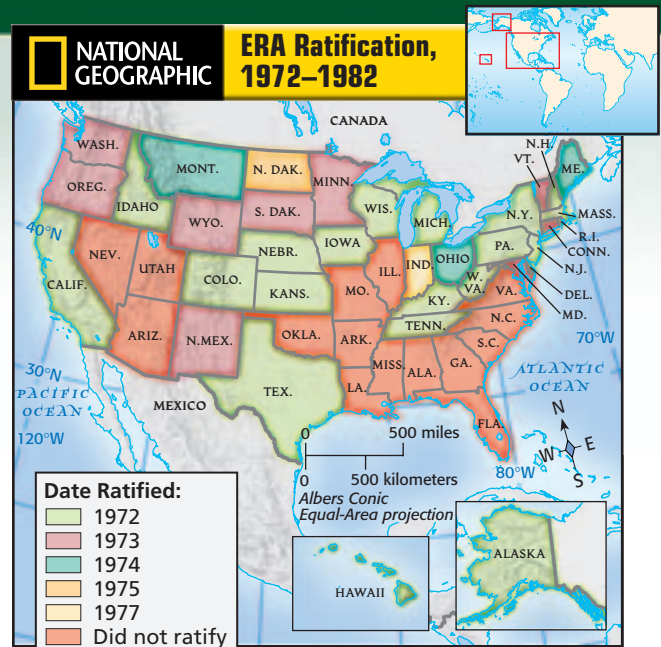 NATIONAL
GEOGRAPHIC
ERA Ratification,
1972–1982
CANADA
WASH.
MONT.
N. DAK.
MINN.
N.H.
VT.
ME.
OREG.
IDAHO
WYO.
S. DAK.
WIS.
MICH.
N.Y.
MASS.
R.I.
CONN.
40°N
NEV.
UTAH
COLO.
NEBR.
IOWA
ILL.
IND.
OHIO
PA.
N.J.
W.
VA.
VA.
DEL.
MD.
CALIF.
KANS.
MO.
KY.
N.C.
70°W
ARIZ.
N.MEX.
OKLA.
ARK.
TENN.
S.C.
30°N
PACIFIC
OCEAN
120°W
MEXICO
TEX.
LA.
MISS.
ALA.
GA.
FLA.
ATLANTIC
OCEAN
N
W
E
S
80°W
0
500 miles
0
500 kilometers
Albers Conic
Equal-Area projection
Date Ratified:
1972
1973
1974
1975
1977
Did not ratify
HAWAII
ALASKA